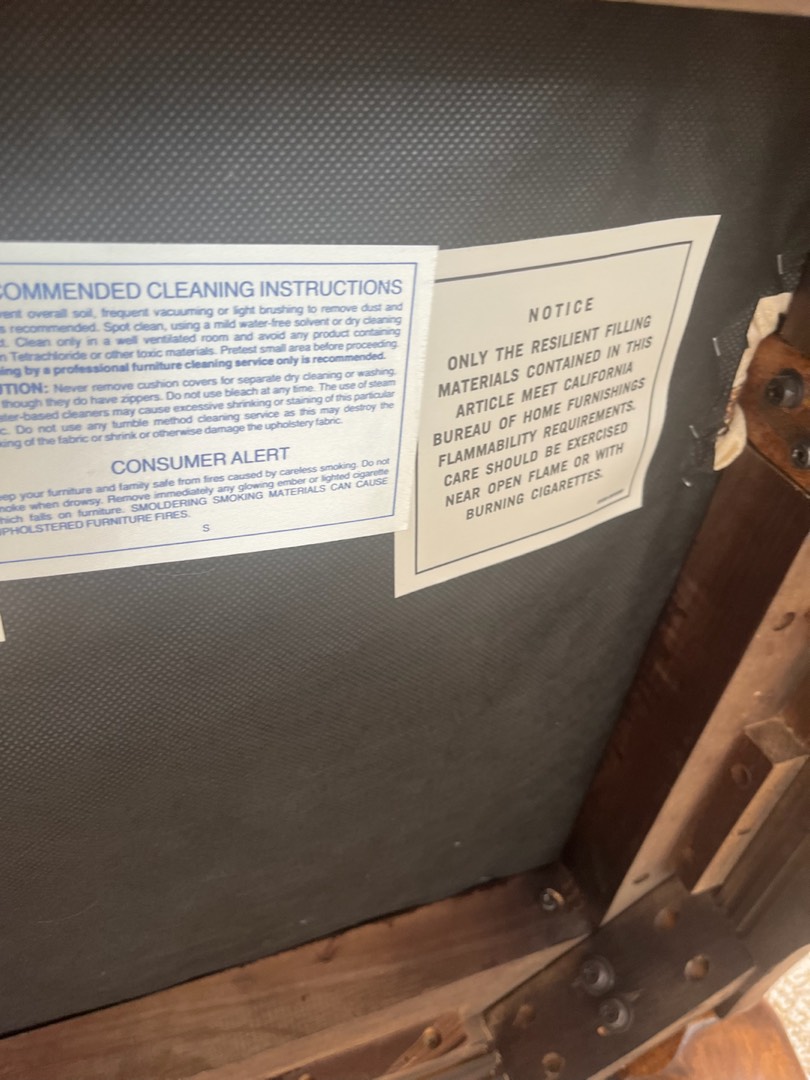 COMMENDED CLEANING INSTRUCTIONS
vent overall soil, frequent vacuuming or light brushing to remove dust and
s recommended. Spot clean, using a mild water-free solvent or dry cleaning
d. Clean only in a well ventilated room and avoid any product containing
n Tetrachloride or other toxic materials. Pretest small area before proceeding.
ing by a professional furniture cleaning service only is recommended.
TION: Never remove cushion covers for separate dry cleaning or washing,
though they do have zippers. Do not use bleach at any time. The use of steam
ter-based cleaners may cause excessive shrinking or staining of this particular
c. Do not use any tumble method cleaning service as this may destroy the
king of the fabric or shrink or otherwise damage the upholstery fabric.
CONSUMER ALERT
eep your furniture and family safe from fires caused by careless smoking. Do not
moke when drowsy. Remove immediately any glowing ember or lighted cigarette
hich falls on furniture. SMOLDERING SMOKING MATERIALS CAN CAUSE
UPHOLSTERED FURNITURE FIRES.
S
NOTICE
ONLY THE RESILIENT FILLING
MATERIALS CONTAINED IN THIS
ARTICLE MEET CALIFORNIA
BUREAU OF HOME FURNISHINGS
FLAMMABILITY REQUIREMENTS.
CARE SHOULD BE EXERCISED
NEAR OPEN FLAME OR WITH
BURNING CIGARETTES.